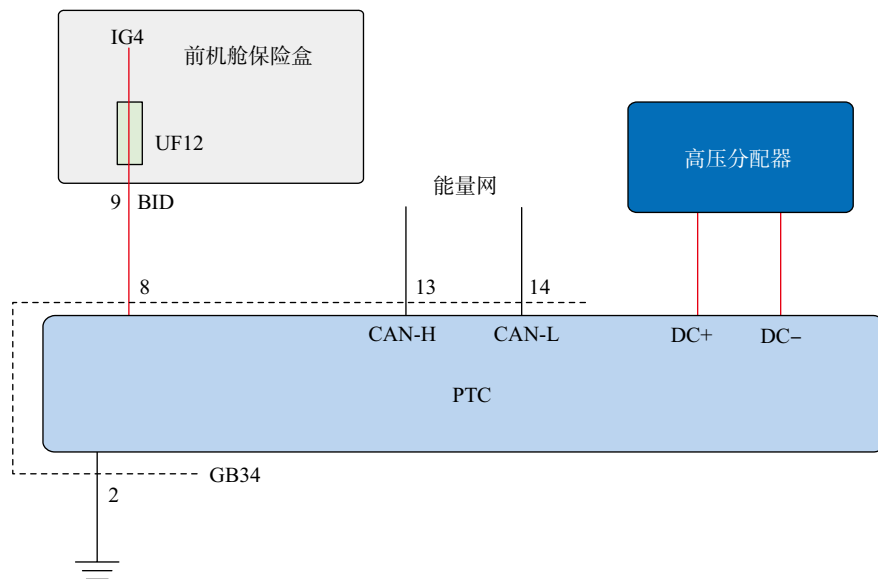 IG4
前机舱保险盒
UF12
高压分配器
能量网
9 BID
8
13
14
CAN-H
CAN-L
DC+
DC−
PTC
GB34
2